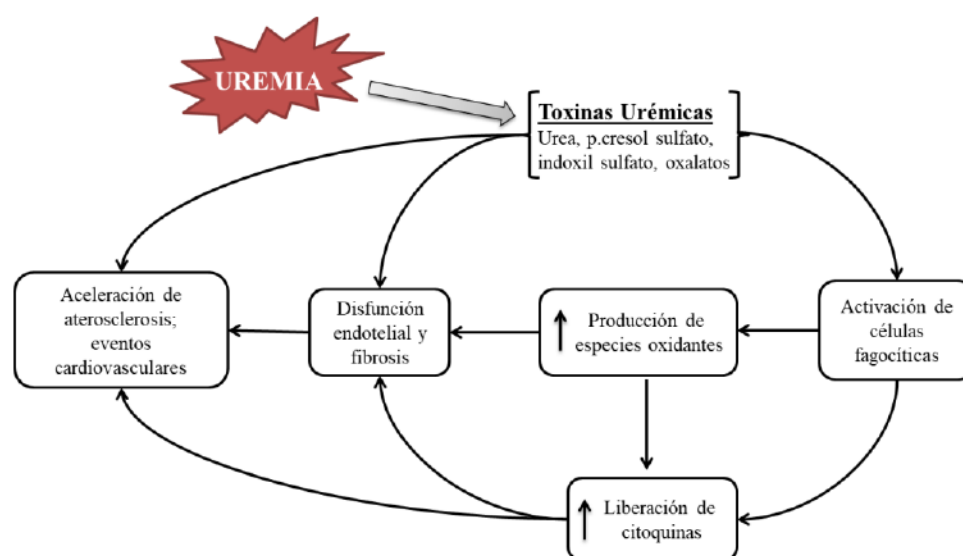 UREMIA
Toxinas Urémicas
Urea, p.cresol sulfato,
indoxil sulfato, oxalatos
Aceleración de
aterosclerosis;
eventos
cardiovasculares
Disfunción
endotelial y
fibrosis
Producción de
especies oxidantes
Activación de
células
fagocíticas
Liberación de
citoquinas